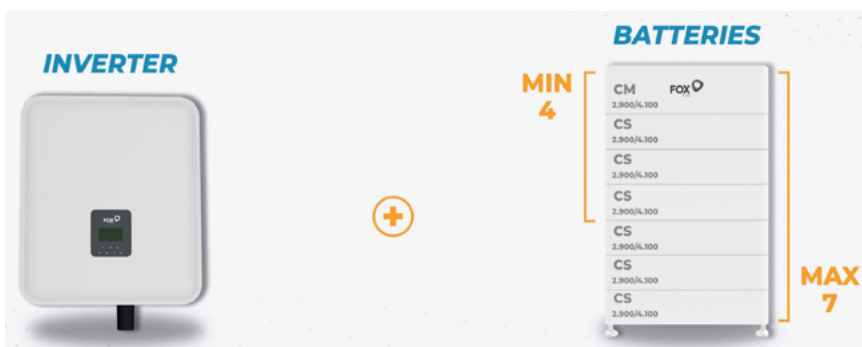 INVERTER
FOX
BATTERIES
MIN
4
CM
FOX
2.900/4.100
CS
2.900/4.100
CS
2.900/4.100
CS
2.900/4.100
CS
2.900/4.100
CS
2.900/4.100
CS
2.900/4.100
MAX
7